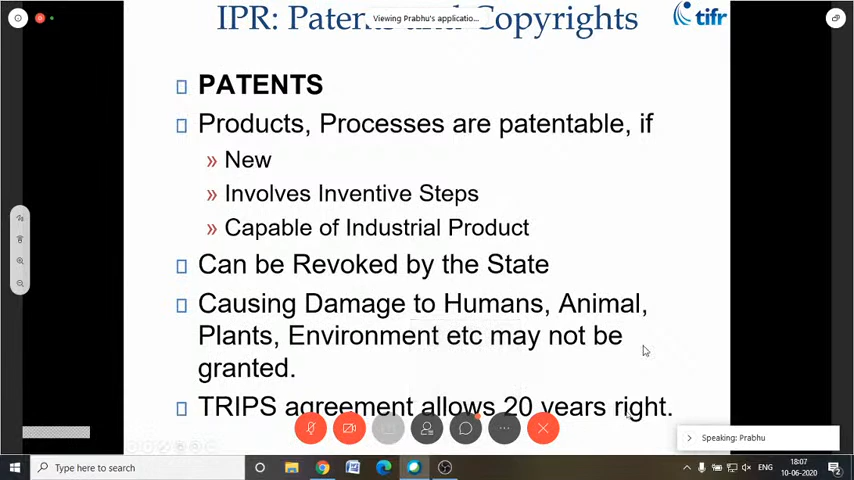 IPR: Patents and Copyrights
Viewing Prabhu's applicatio...
tifr
PATENTS
Products, Processes are patentable, if
» New
» Involves Inventive Steps
» Capable of Industrial Product
Can be Revoked by the State
Causing Damage to Humans, Animal,
Plants, Environment etc may not be
granted.
TRIPS agreement allows 20 years right.
Speaking: Prabhu
Type here to search
ENG
18:07
10-06-2020
2